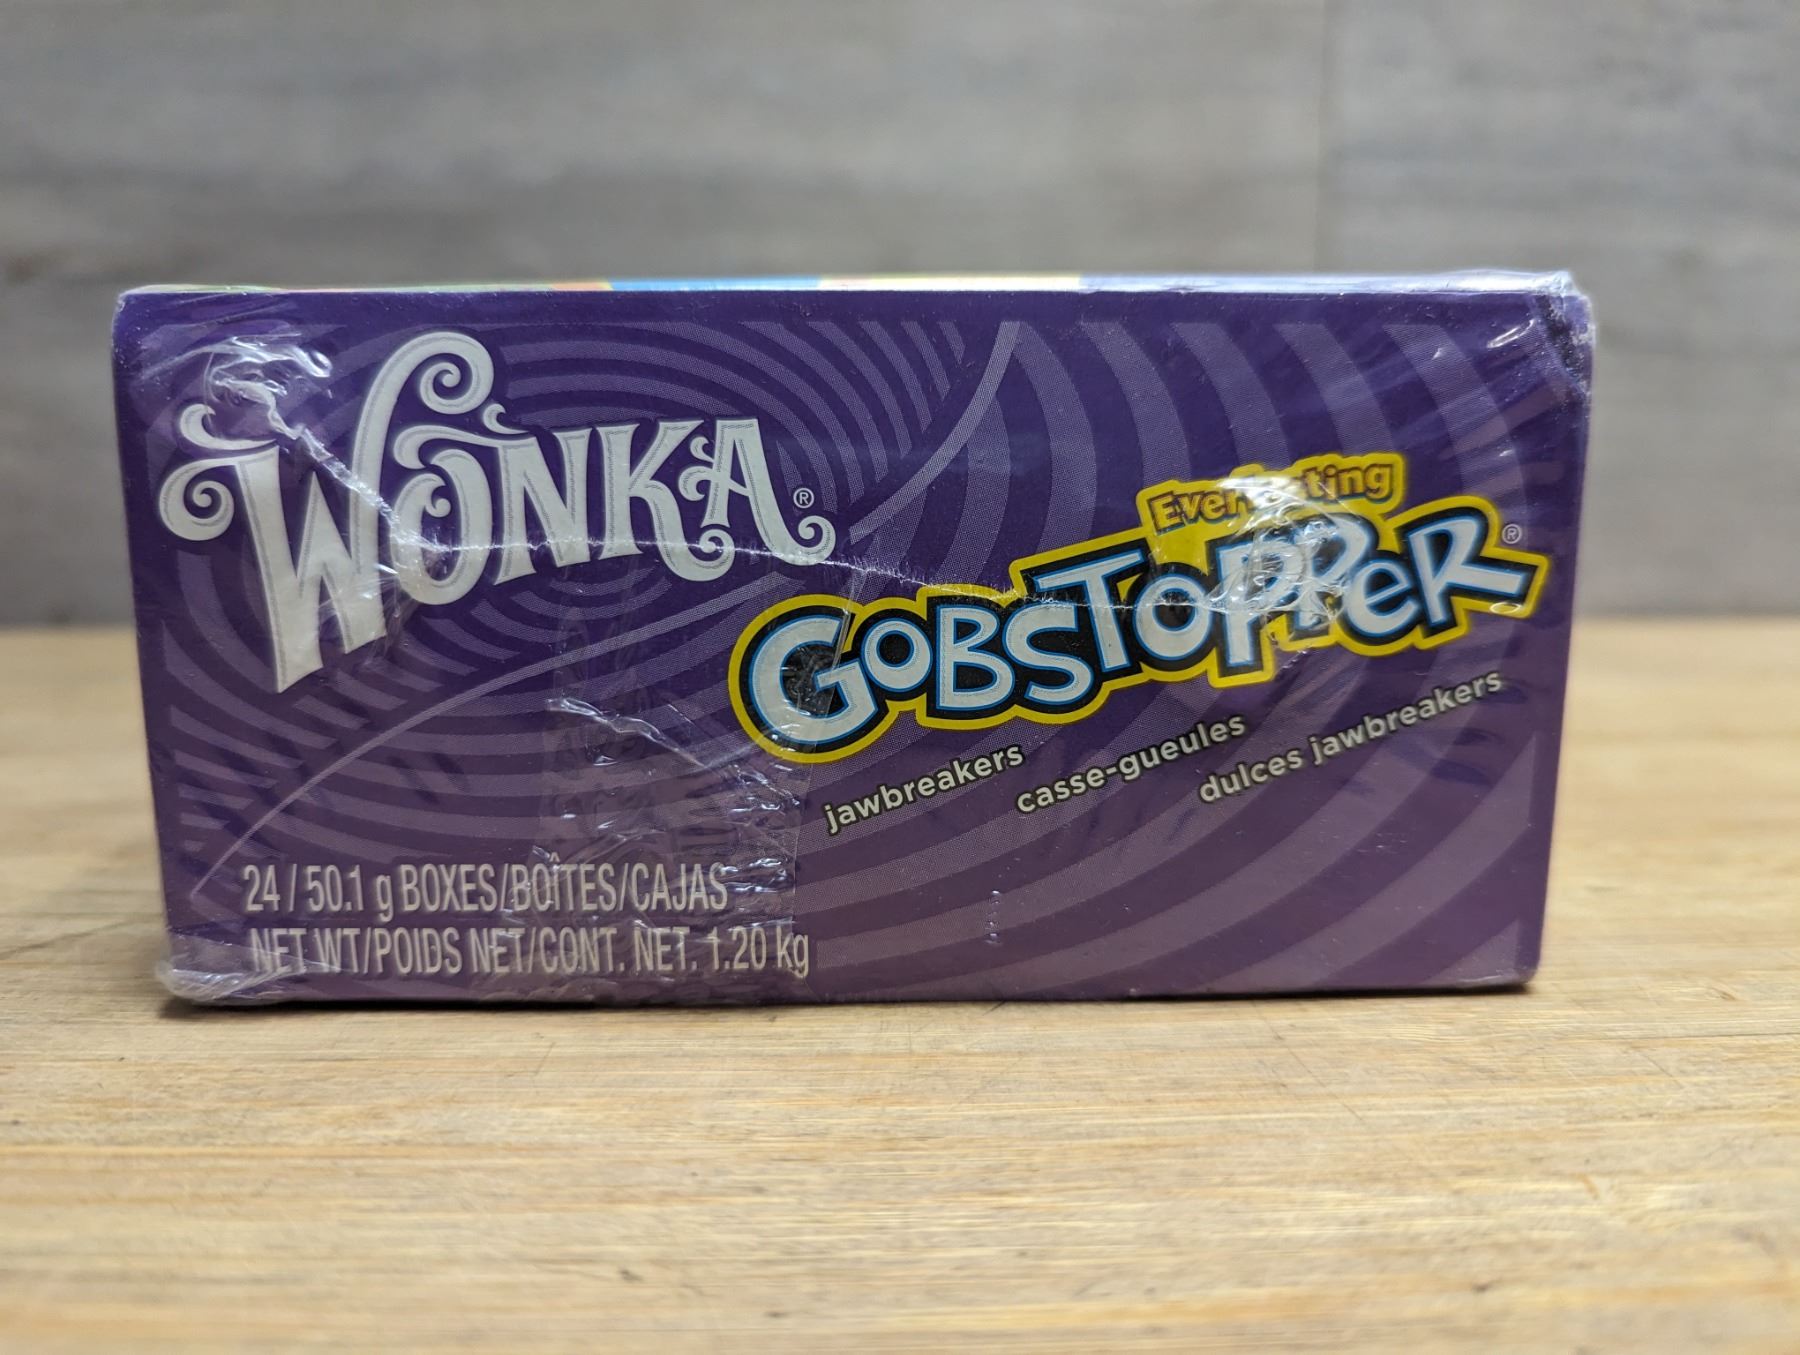 WONKA®
Everlasting
GOBSTOPPER®
jawbreakers
casse-gueules
dulces jawbreakers
24 / 50.1 g BOXES/BOÎTES/CAJAS
NET WT/POIDS NET/CONT. NET. 1.20 kg